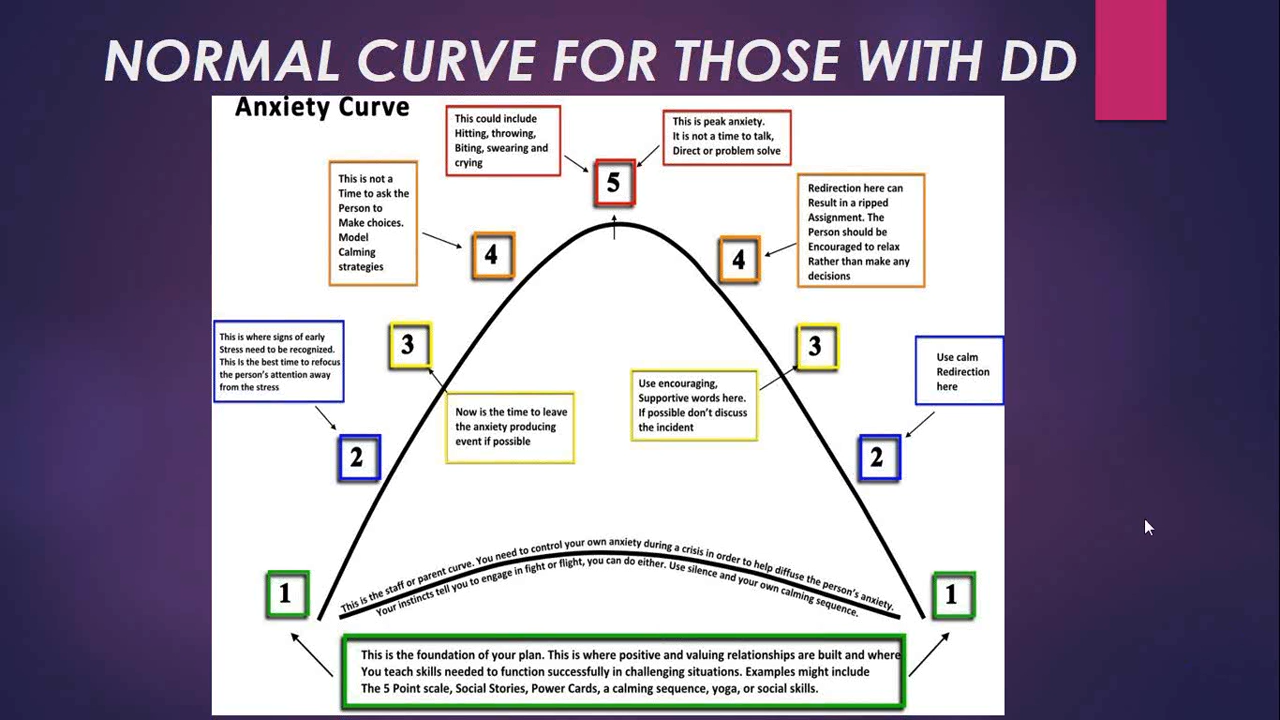 NORMAL CURVE FOR THOSE WITH DD
Anxiety Curve
This could include
Hitting, throwing,
Biting, swearing and
crying
This is peak anxiety.
It is not a time to talk,
Direct or problem solve
5
This is not a
Time to ask the
Person to
Make choices.
Model
Calming
strategies
4
4
Redirection here can
Result in a ripped
Assignment. The
Person should be
Encouraged to relax
Rather than make any
decisions
This is where signs of early
Stress need to be recognized.
This Is the best time to refocus
the person's attention away
from the stress
3
Now is the time to leave
the anxiety producing
event if possible
Use encouraging,
Supportive words here.
If possible don't discuss
the incident
3
Use calm
Redirection
here
2
2
1
This is the staff or parent curve. You need to control your own anxiety during a crisis in order to help diffuse the person's anxiety.
Your instincts tell you to engage in fight or flight, you can do either. Use silence and your own calming sequence.
1
This is the foundation of your plan. This is where positive and valuing relationships are built and where
You teach skills needed to function successfully in challenging situations. Examples might include
The 5 Point scale, Social Stories, Power Cards, a calming sequence, yoga, or social skills.